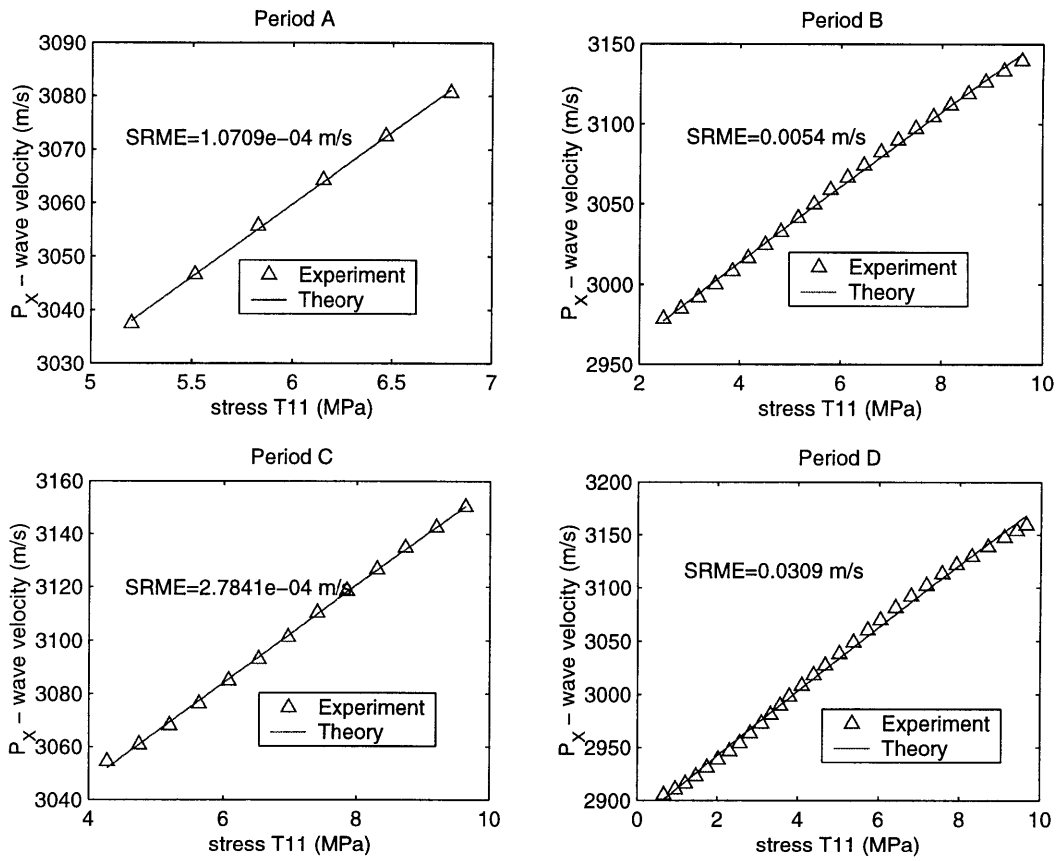 Period A
P_X – wave velocity (m/s)
3090
3080
3070
3060
3050
3040
3030
SRME=1.0709e−04 m/s
Experiment
Theory
5
5.5
6
6.5
7
stress T11 (MPa)
Period B
P_X – wave velocity (m/s)
3150
3100
3050
3000
2950
SRME=0.0054 m/s
Experiment
Theory
2
4
6
8
10
stress T11 (MPa)
Period C
P_X – wave velocity (m/s)
3160
3140
3120
3100
3080
3060
3040
SRME=2.7841e−04 m/s
Experiment
Theory
4
6
8
10
stress T11 (MPa)
Period D
P_X – wave velocity (m/s)
3200
3150
3100
3050
3000
2950
2900
SRME=0.0309 m/s
Experiment
Theory
0
2
4
6
8
10
stress T11 (MPa)